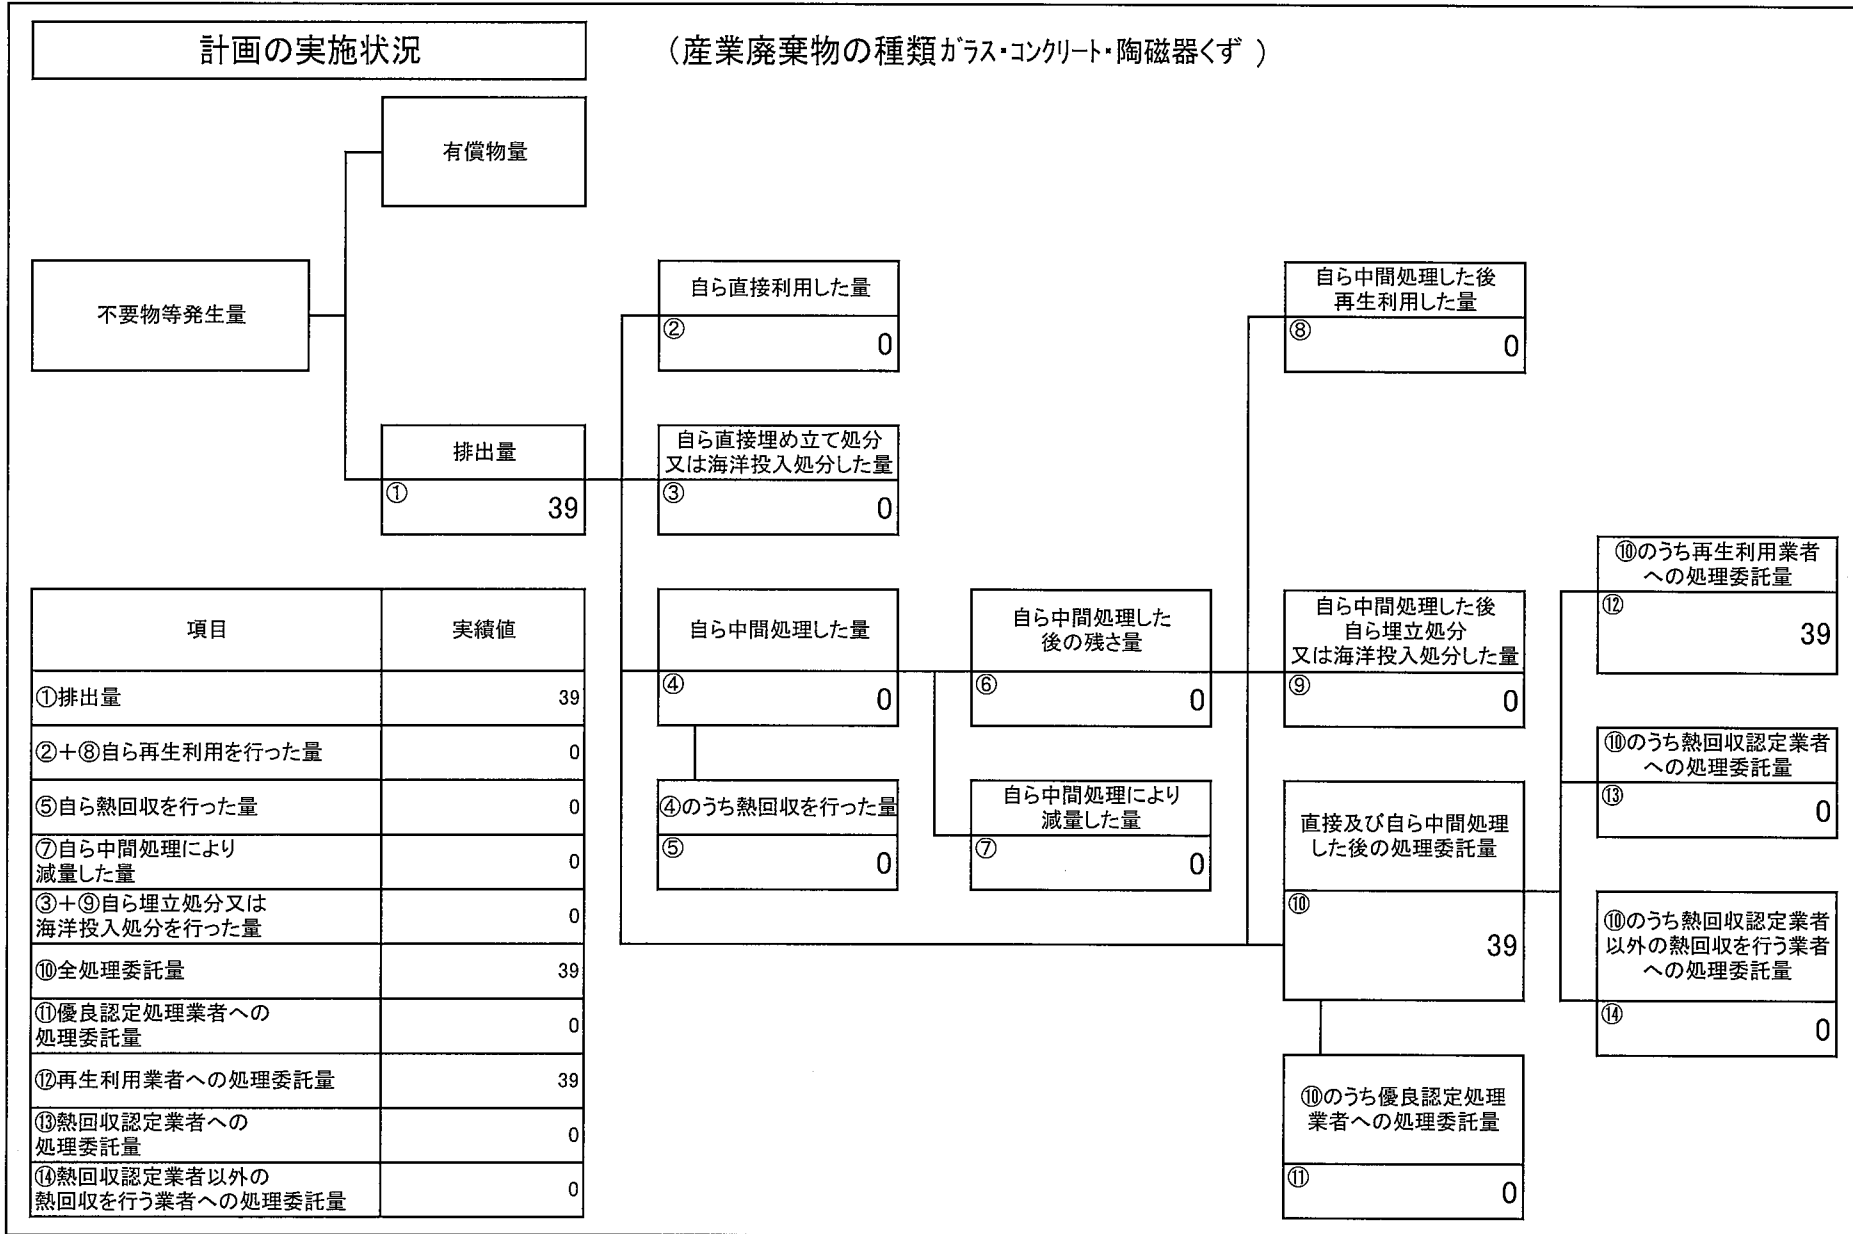 計画の実施状況
（産業廃棄物の種類ガラス・コンクリート・陶磁器くず ）
有償物量
不要物等発生量
排出量
①
39
自ら直接利用した量
②
0
自ら直接埋め立て処分
又は海洋投入処分した量
③
0
自ら中間処理した量
④
0
④のうち熱回収を行った量
⑤
0
自ら中間処理した
後の残さ量
⑥
0
自ら中間処理により
減量した量
⑦
0
自ら中間処理した後
再生利用した量
⑧
0
自ら中間処理した後
自ら埋立処分
又は海洋投入処分した量
⑨
0
直接及び自ら中間処理
した後の処理委託量
⑩
39
⑩のうち優良認定処理
業者への処理委託量
⑪
0
⑩のうち再生利用業者
への処理委託量
⑫
39
⑩のうち熱回収認定業者
への処理委託量
⑬
0
⑩のうち熱回収認定業者
以外の熱回収を行う業者
への処理委託量
⑭
0
項目 実績値
①排出量 39
②＋⑧自ら再生利用を行った量 0
⑤自ら熱回収を行った量 0
⑦自ら中間処理により
減量した量 0
③＋⑨自ら埋立処分又は
海洋投入処分を行った量 0
⑩全処理委託量 39
⑪優良認定処理業者への
処理委託量 0
⑫再生利用業者への処理委託量 39
⑬熱回収認定業者への
処理委託量 0
⑭熱回収認定業者以外の
熱回収を行う業者への処理委託量 0